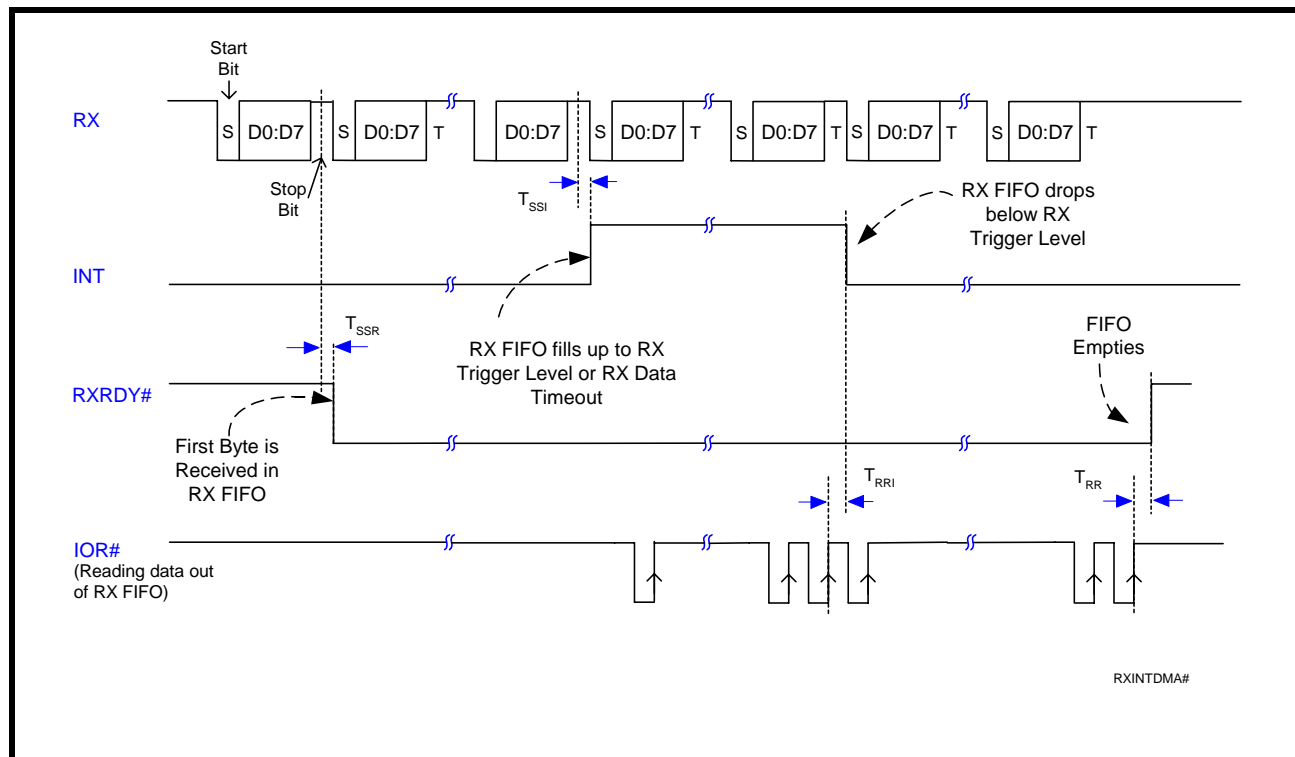 Start
Bit
RX
S D0:D7 S D0:D7 T D0:D7 S D0:D7 T S D0:D7 T S D0:D7 T S D0:D7 T
Stop
Bit
TSSI
RX FIFO drops
below RX
Trigger Level
INT
TSSR
RX FIFO fills up to RX
Trigger Level or RX Data
Timeout
FIFO
Empties
RXRDY#
First Byte is
Received in
RX FIFO
TRRI
TRR
IOR#
(Reading data out
of RX FIFO)
RXINTDMA#